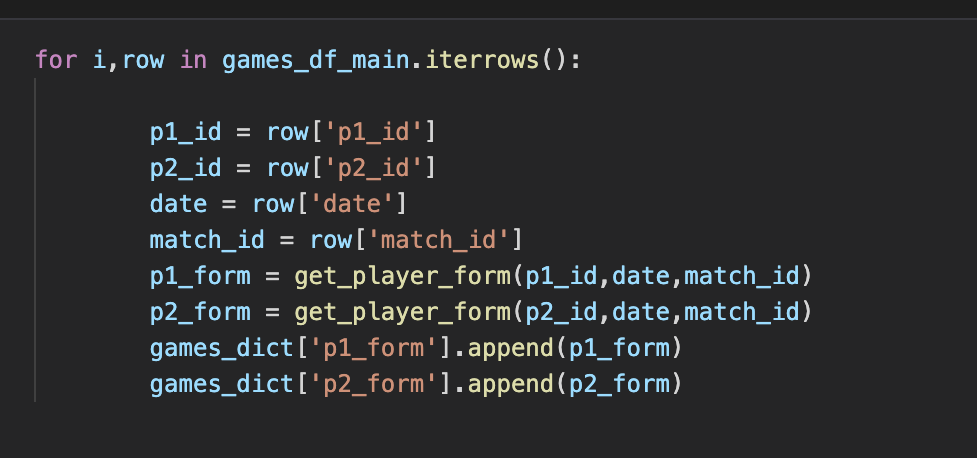 for i,row in games_df_main.iterrows():
p1_id = row['p1_id']
p2_id = row['p2_id']
date = row['date']
match_id = row['match_id']
p1_form = get_player_form(p1_id,date,match_id)
p2_form = get_player_form(p2_id,date,match_id)
games_dict['p1_form'].append(p1_form)
games_dict['p2_form'].append(p2_form)